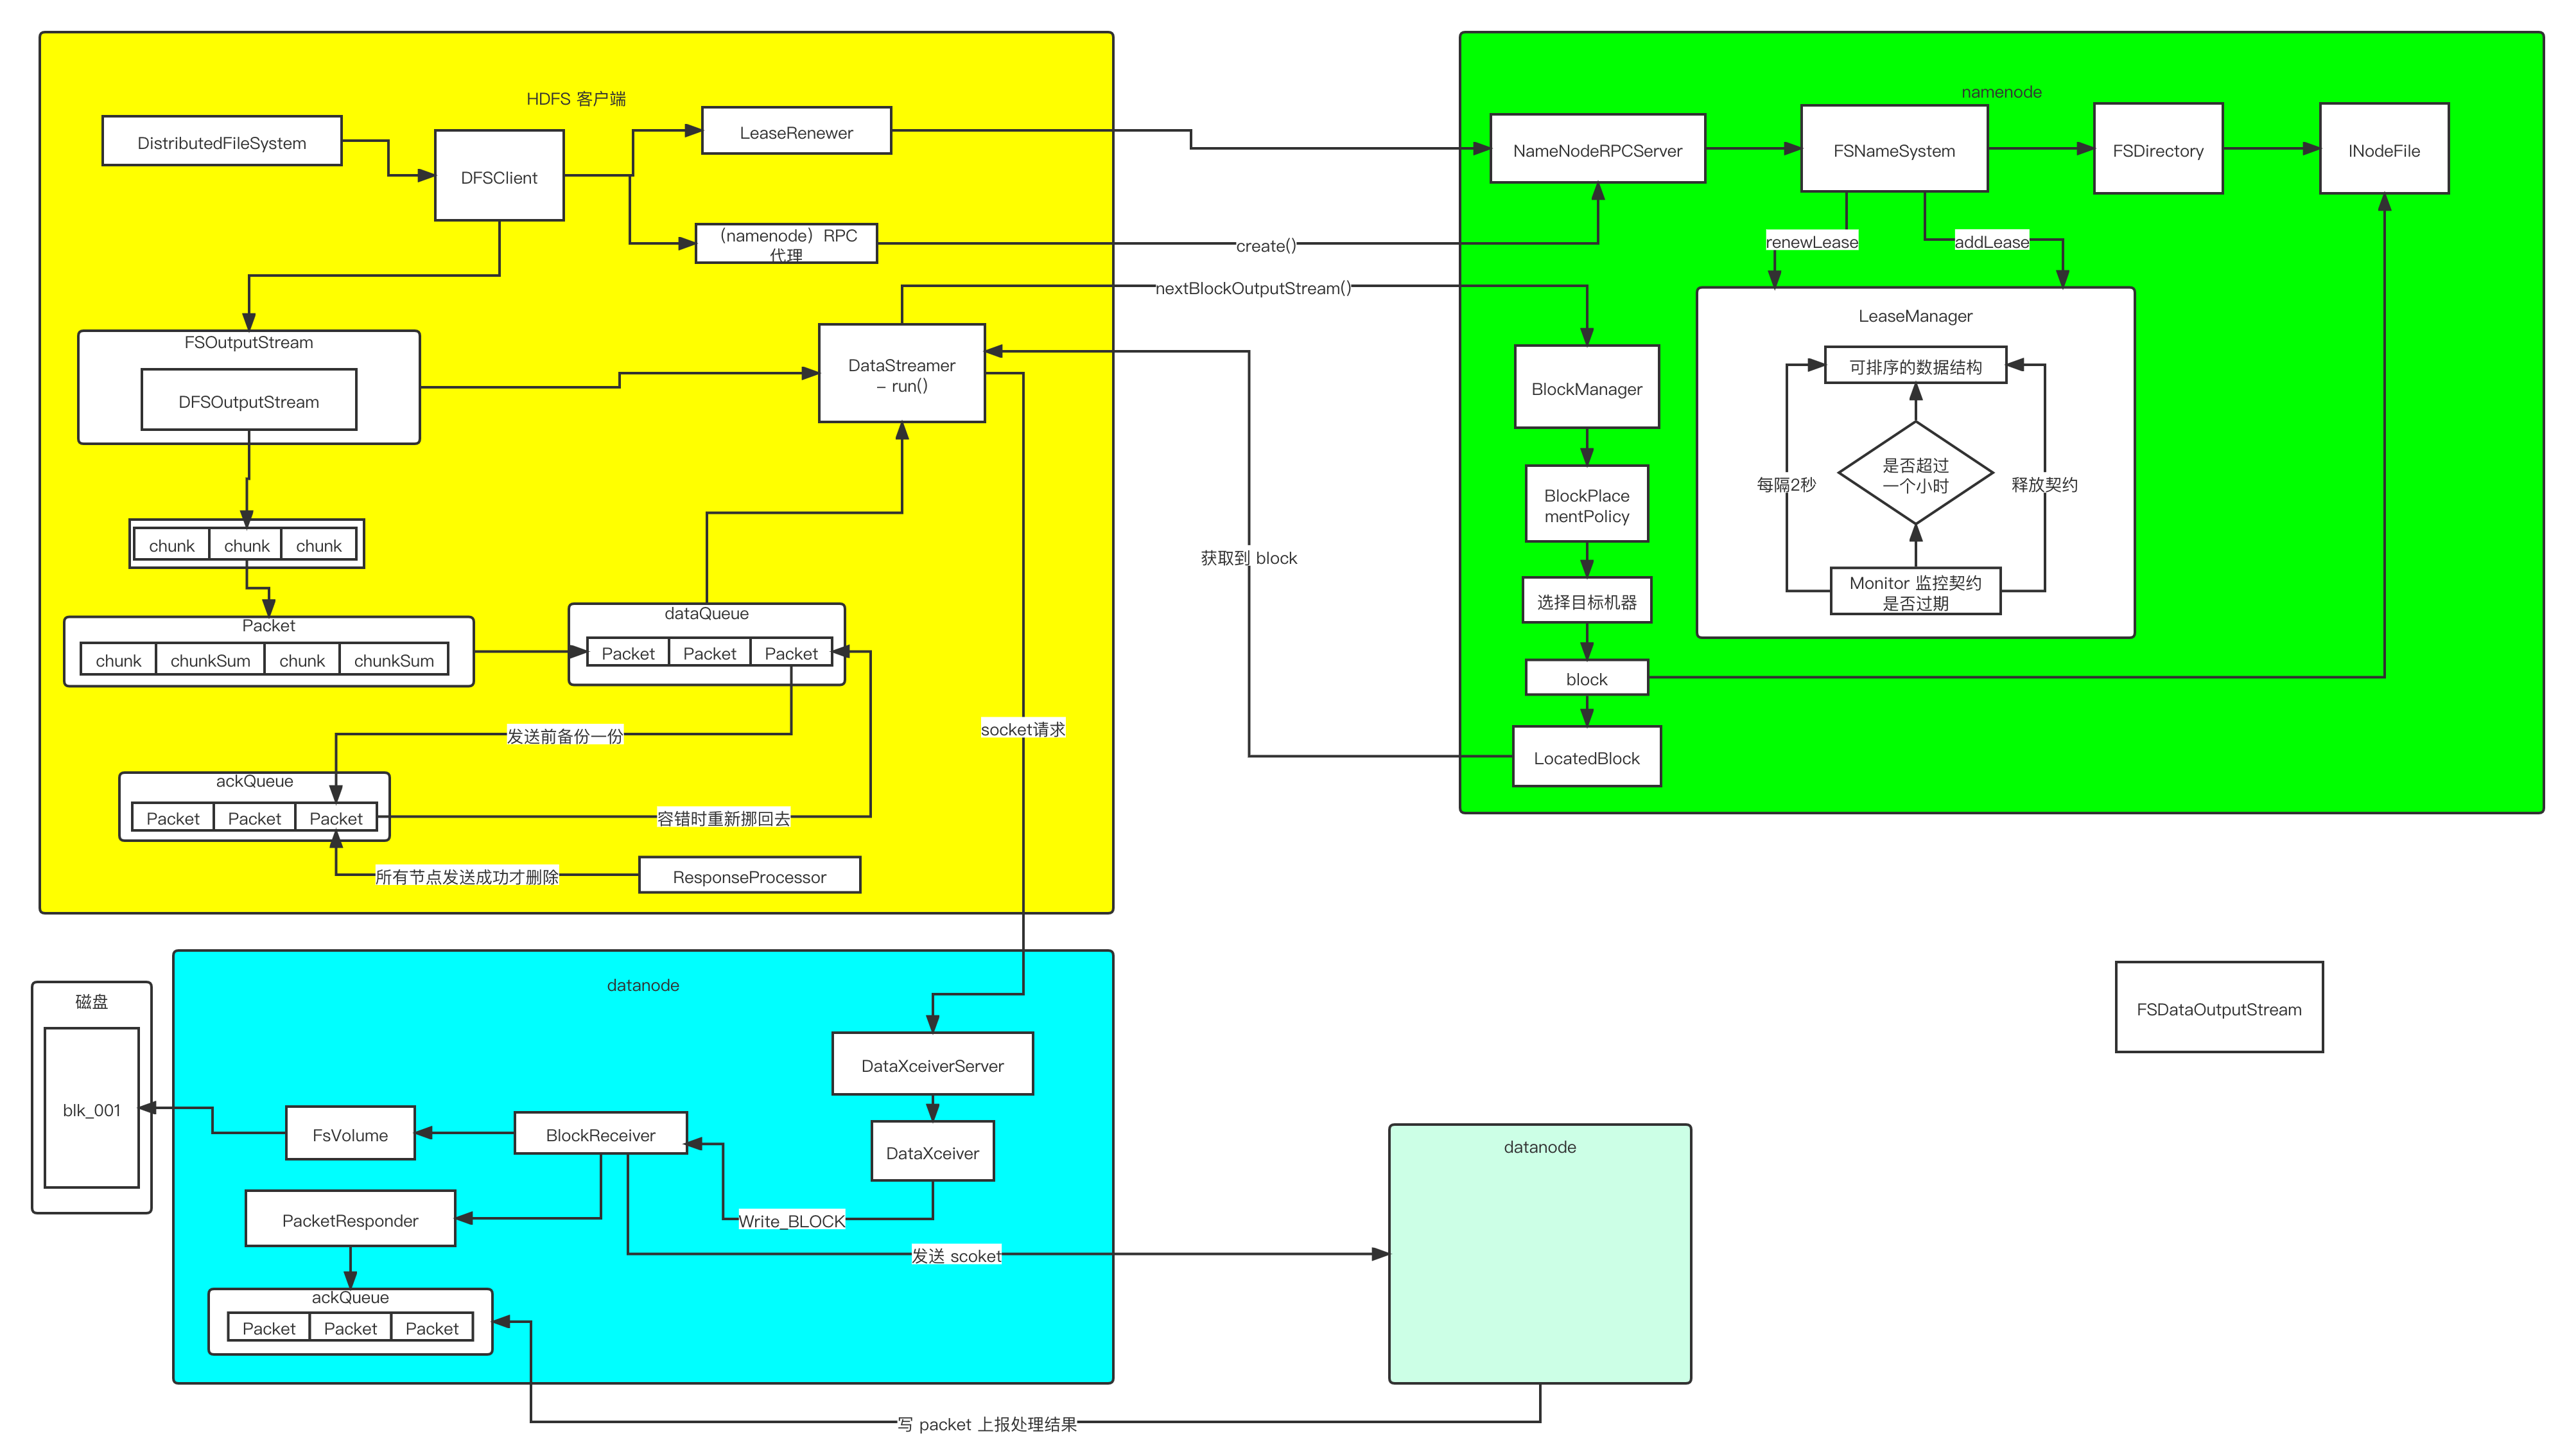 HDFS 客户端
DistributedFileSystem
DFSClient
LeaseRenewer
（namenode）RPC
代理
create()
nextBlockOutputStream()
FSOutputStream
DFSOutputStream
DataStreamer
- run()
chunk
chunk
chunk
Packet
chunk
chunkSum
chunk
chunkSum
dataQueue
Packet
Packet
Packet
发送前备份一份
ackQueue
Packet
Packet
Packet
容错时重新挪回去
所有节点发送成功才删除
ResponseProcessor
socket请求
获取到 block
namenode
NameNodeRPCServer
FSNameSystem
FSDirectory
INodeFile
renewLease
addLease
LeaseManager
可排序的数据结构
是否超过
一个小时
每隔2秒
释放契约
Monitor 监控契约
是否过期
BlockManager
BlockPlace
mentPolicy
选择目标机器
block
LocatedBlock
磁盘
blk_001
datanode
DataXceiverServer
DataXceiver
Write_BLOCK
BlockReceiver
FsVolume
PacketResponder
ackQueue
Packet
Packet
Packet
发送 scoket
datanode
写 packet 上报处理结果
FSDataOutputStream